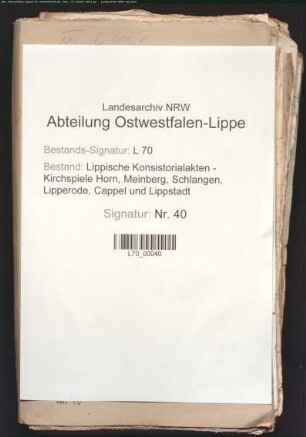 Landesarchiv NRW
Abteilung Ostwestfalen-Lippe
Bestands-Signatur: L 70
Bestand: Lippische Konsistorialakten -
Kirchspiele Horn, Meinberg, Schlangen,
Lipperode, Cappel und Lippstadt
Signatur: Nr. 40
L70_00040